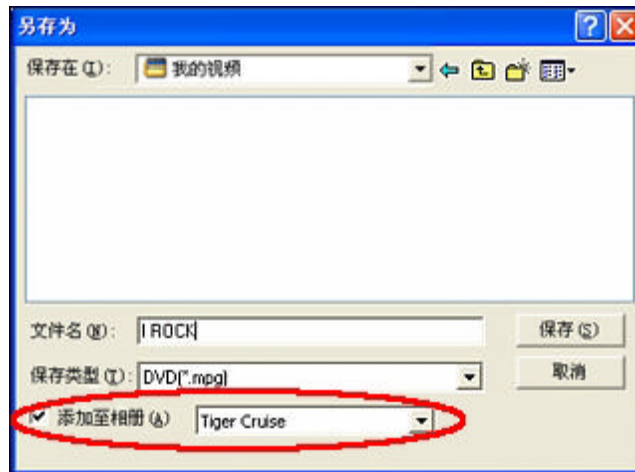 另存为
保存在(I): 我的视频
文件名(N): I ROCK
保存(S)
保存类型(T): DVD(*.mpg)
取消
添加至相册(A) Tiger Cruise